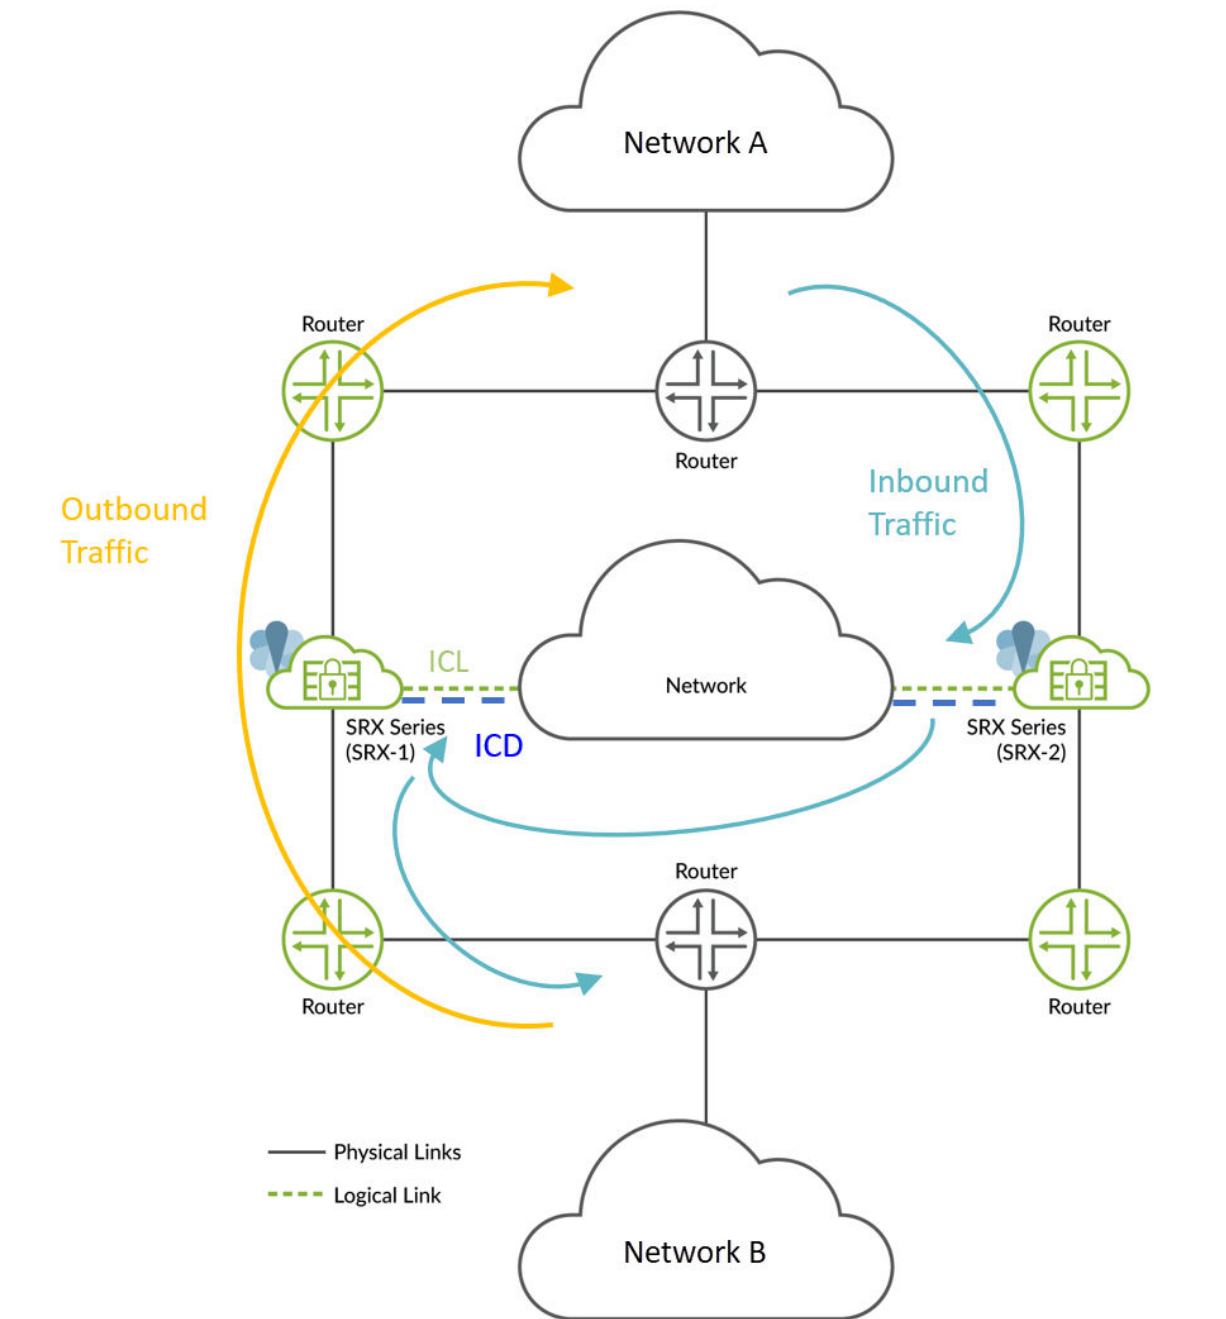 Network A
Router
Router
Router
Outbound
Traffic
Inbound
Traffic
ICL
Network
SRX Series
(SRX-1)
ICD
SRX Series
(SRX-2)
Router
Router
Router
Physical Links
Logical Link
Network B